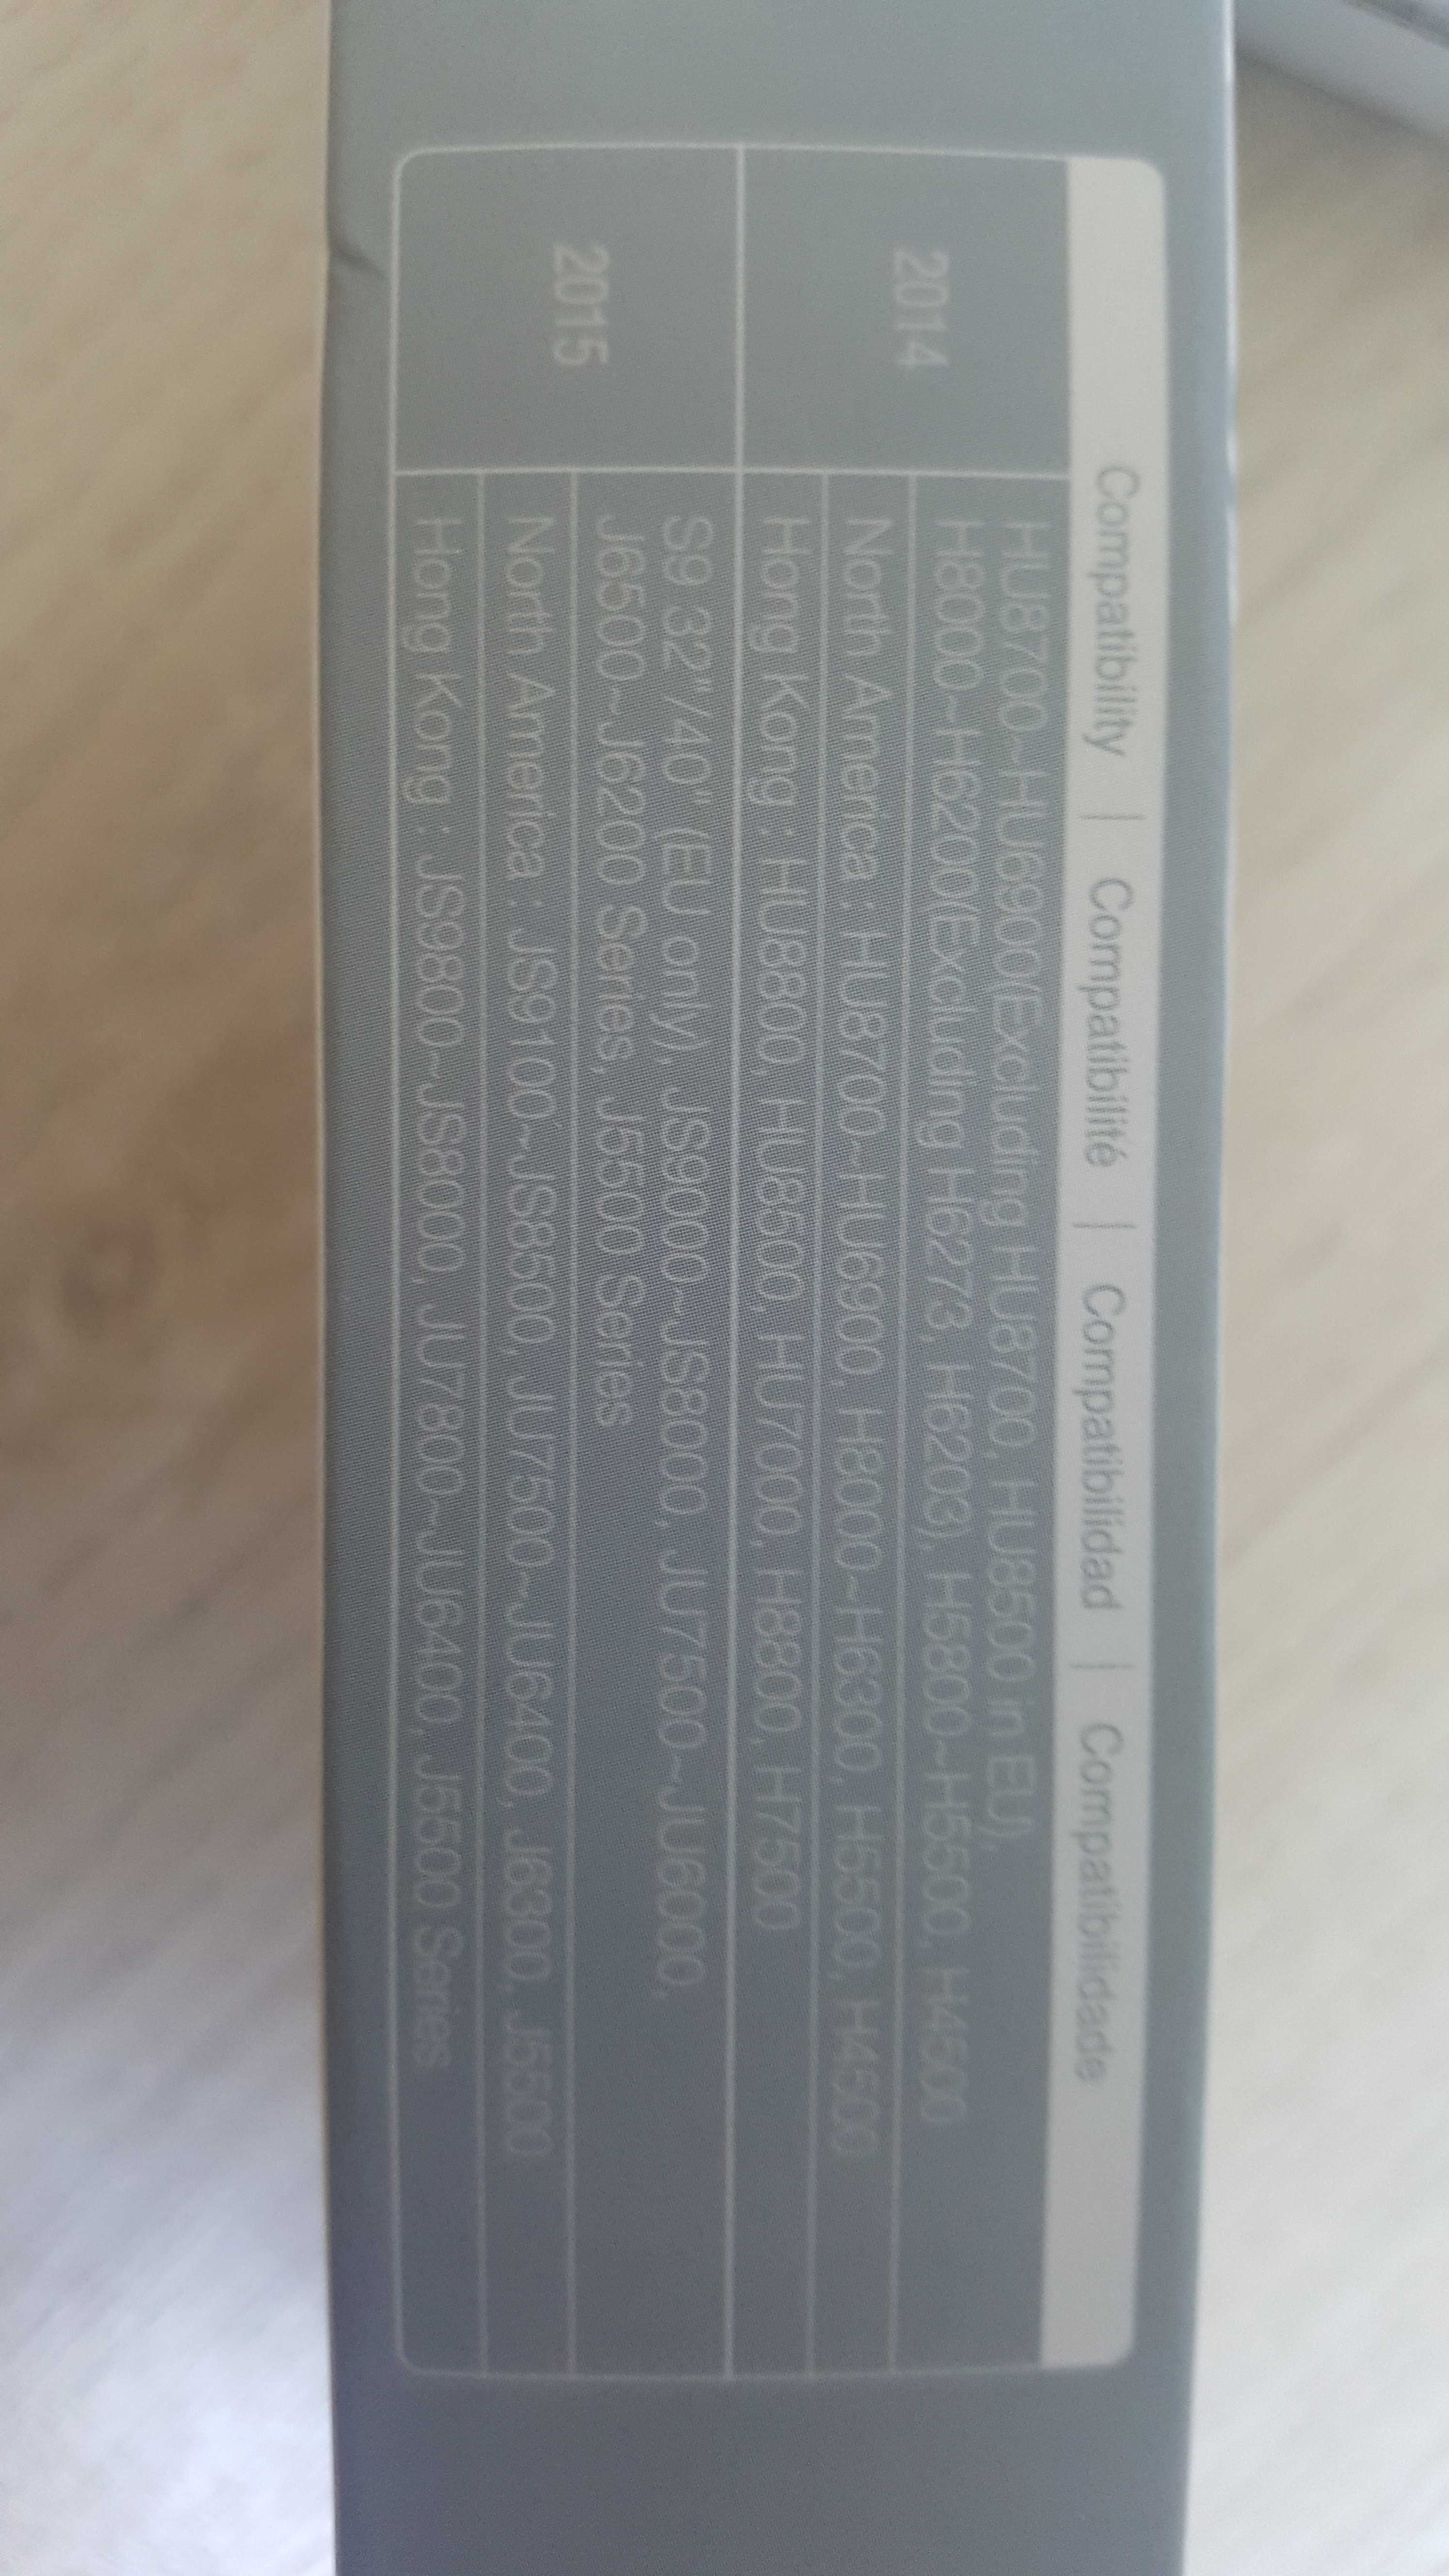 Compatibility | Compatibilité | Compatibilidad | Compatibilidade
2014
HU8700~HU6900(Excluding HU8700, HU8500 in EU),
H8000~H6200(Excluding H6273, H6203), H5800~H5500, H4500
North America : HU8700~HU6900, H8000~H6300, H5500, H4500
Hong Kong : HU8800, HU8500, HU7000, H8800, H7500
2015
S9 32"/40" (EU only), JS9000~JS8000, JU7500~JU6000,
J6500~J6200 Series, J5500 Series
North America : JS9100~JS8500, JU7500~JU6400, J6300, J5500
Hong Kong : JS9800~JS8000, JU7800~JU6400, J5500 Series